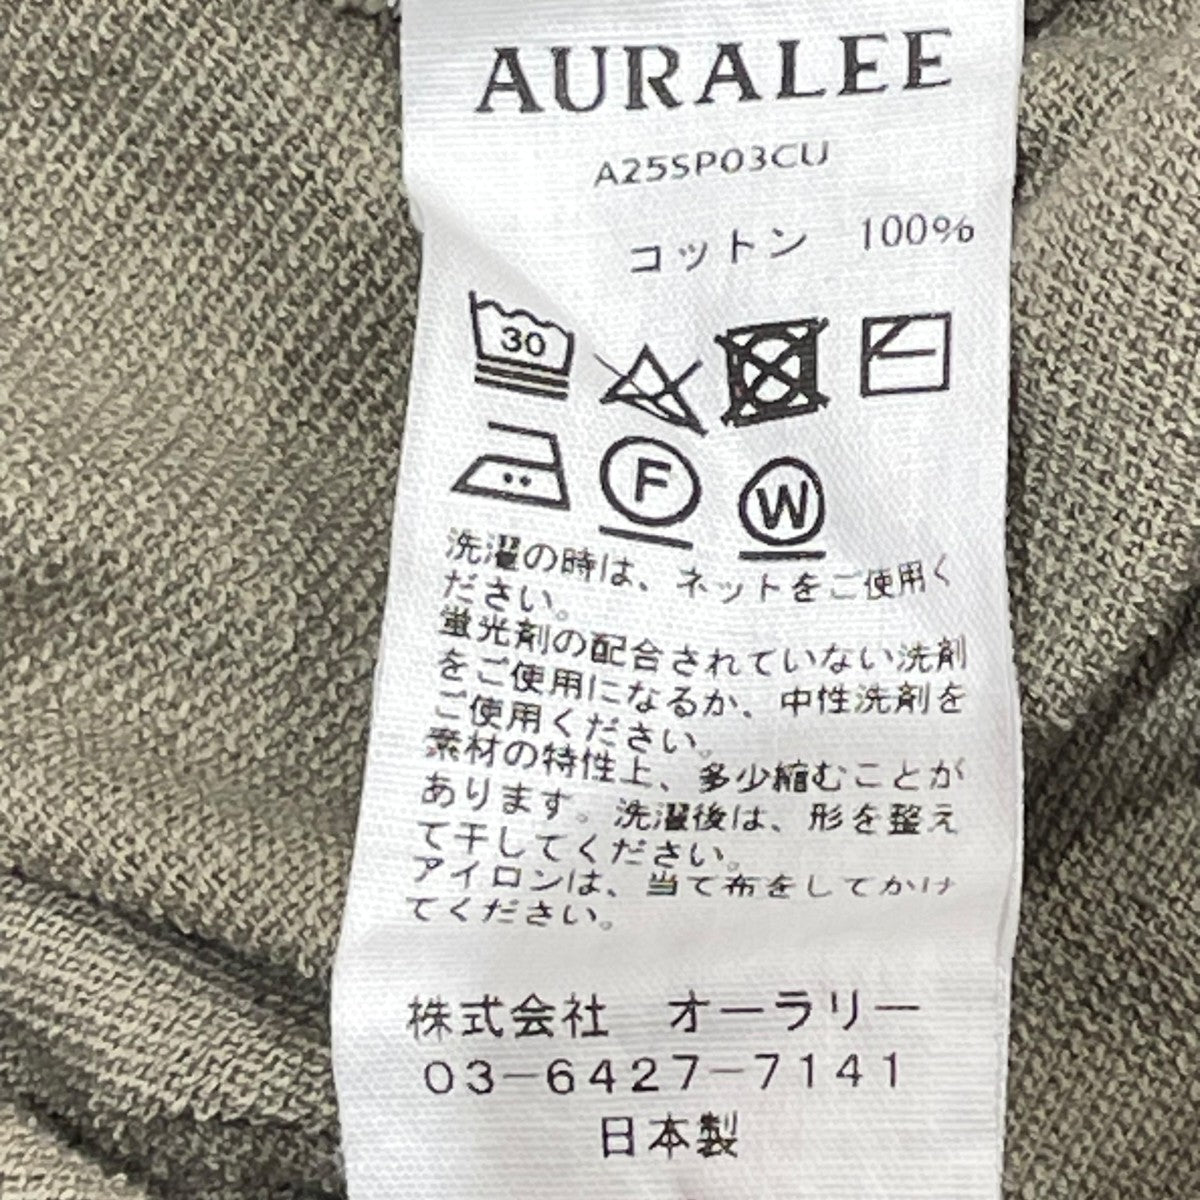 AURALEE
A25SP03CU
コットン 100%
30
F W
洗濯の時は、ネットをご使用く
ださい。
蛍光剤の配合されていない洗剤
をご使用になるか、中性洗剤を
ご使用ください。
素材の特性上、多少縮むことが
あります。洗濯後は、形を整え
て干してください。
アイロンは、当て布をしてかけ
てください。
株式会社 オーラリー
03-6427-7141
日本製